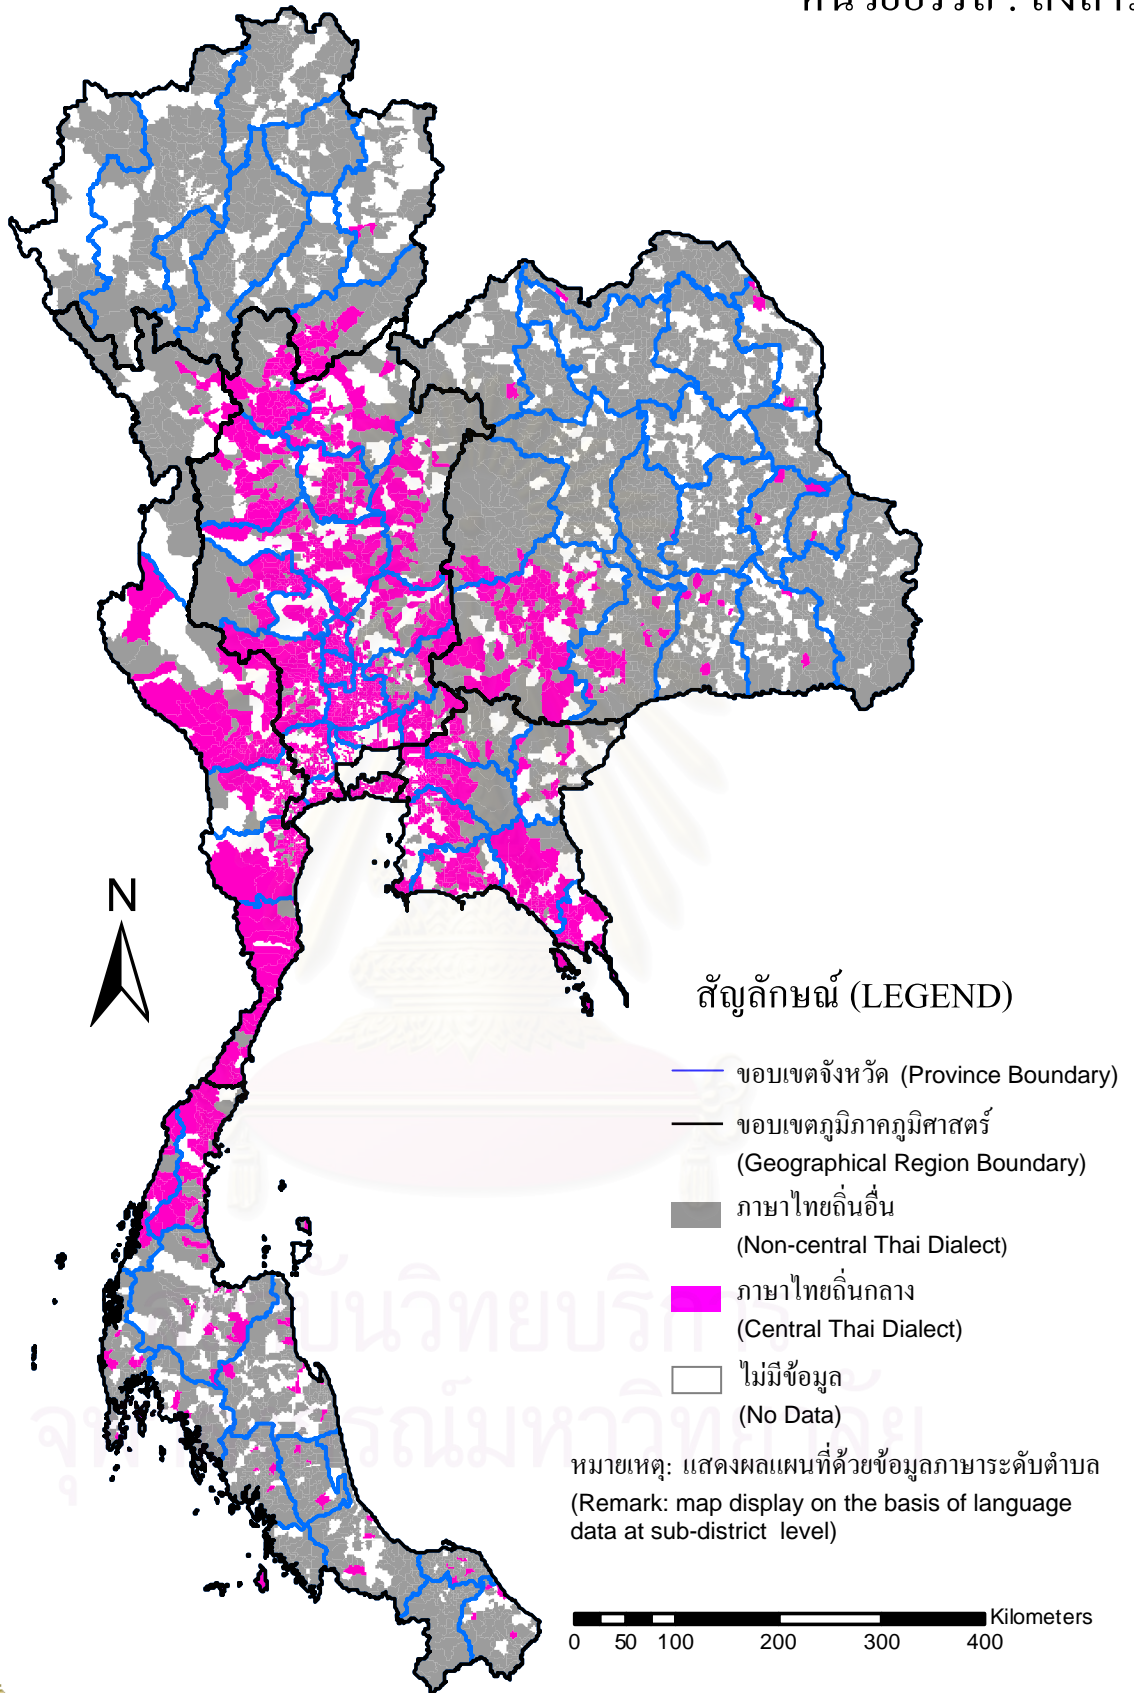 N
สัญลักษณ์ (LEGEND)
ขอบเขตจังหวัด (Province Boundary)
ขอบเขตภูมิภาคภูมิศาสตร์
(Geographical Region Boundary)
ภาษาไทยถิ่นอื่น
(Non-central Thai Dialect)
ภาษาไทยถิ่นกลาง
(Central Thai Dialect)
ไม่มีข้อมูล
(No Data)
หมายเหตุ: แสดงผลแผนที่ด้วยข้อมูลภาษาระดับตำบล
(Remark: map display on the basis of language
data at sub-district level)
Kilometers
0 50 100 200 300 400